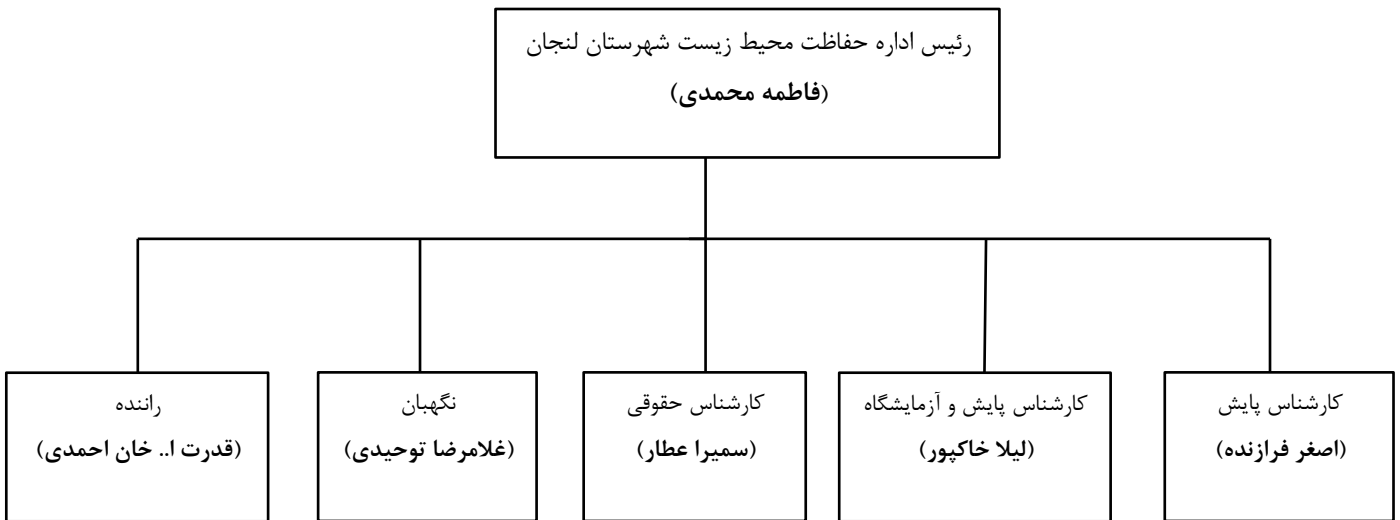 رئیس اداره حفاظت محیط زیست شهرستان لنجان
(فاطمه محمدی)
کارشناس پایش
(اصغر فرازنده)
کارشناس پایش و آزمایشگاه
(لیلا خاکپور)
کارشناس حقوقی
(سمیرا عطار)
نگهبان
(غلامرضا توحیدی)
راننده
(قدرت ا.. خان احمدی)